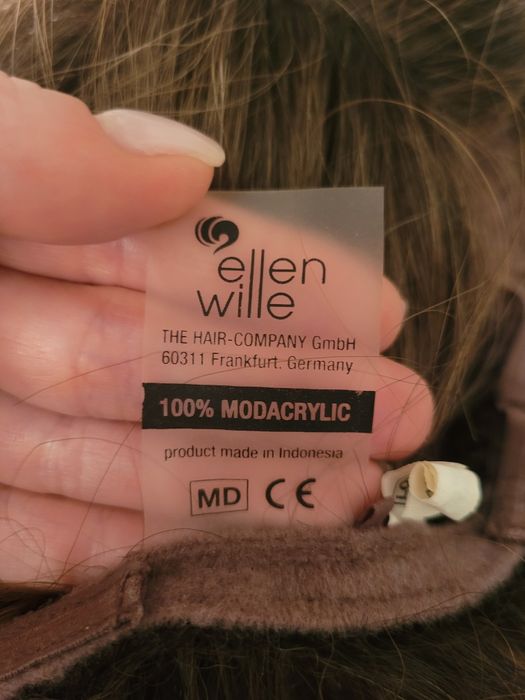 ellen
wille
THE HAIR-COMPANY GmbH
60311 Frankfurt. Germany
100% MODACRYLIC
product made in Indonesia
MD CE